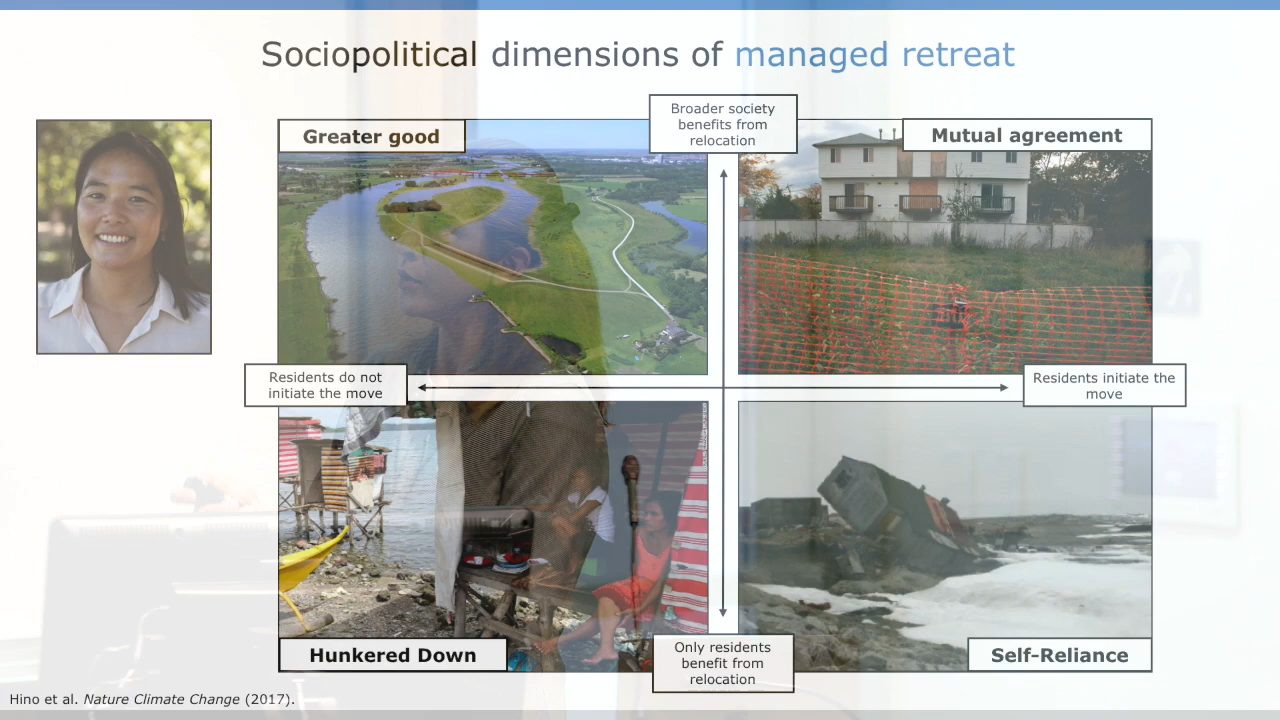 Sociopolitical dimensions of managed retreat
Broader society
benefits from
relocation
Greater good
Mutual agreement
Residents do not
initiate the move
Residents initiate the
move
Hunkered Down
Only residents
benefit from
relocation
Self-Reliance
Hino et al. Nature Climate Change (2017).